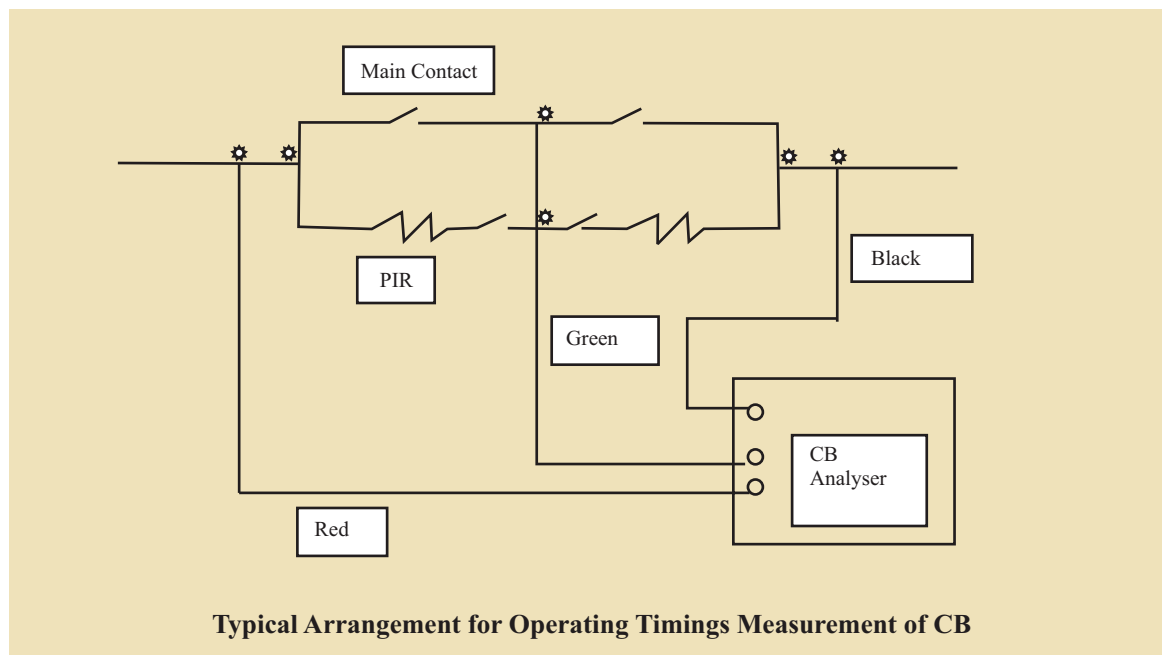 Main Contact
PIR
Black
Green
CB
Analyser
Red
Typical Arrangement for Operating Timings Measurement of CB